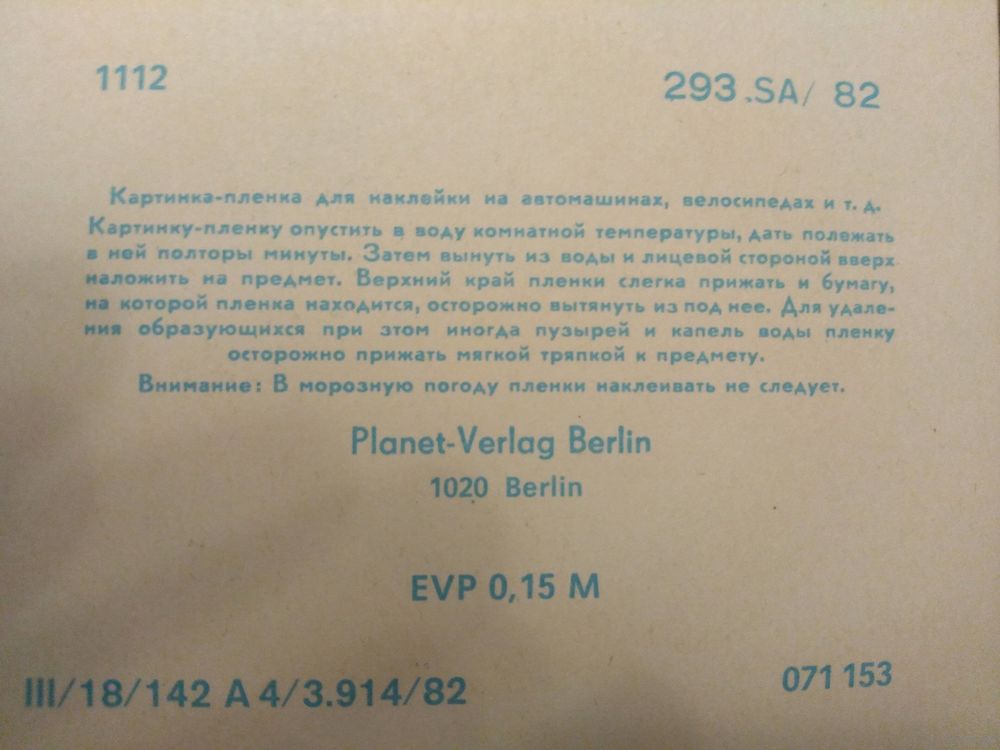 1112
293.SA/ 82
Картинка-пленка для наклейки на автомашинах, велосипедах и т. д.
Картинку-пленку опустить в воду комнатной температуры, дать полежать
в ней полторы минуты. Затем вынуть из воды и лицевой стороной вверх
наложить на предмет. Верхний край пленки слегка прижать и бумагу,
на которой пленка находится, осторожно вытянуть из под нее. Для удале-
ния образующихся при этом иногда пузырей и капель воды пленку
осторожно прижать мягкой тряпкой к предмету.
Внимание: В морозную погоду пленки наклеивать не следует.
Planet-Verlag Berlin
1020 Berlin
EVP 0,15 M
III/18/142 A 4/3.914/82
071 153